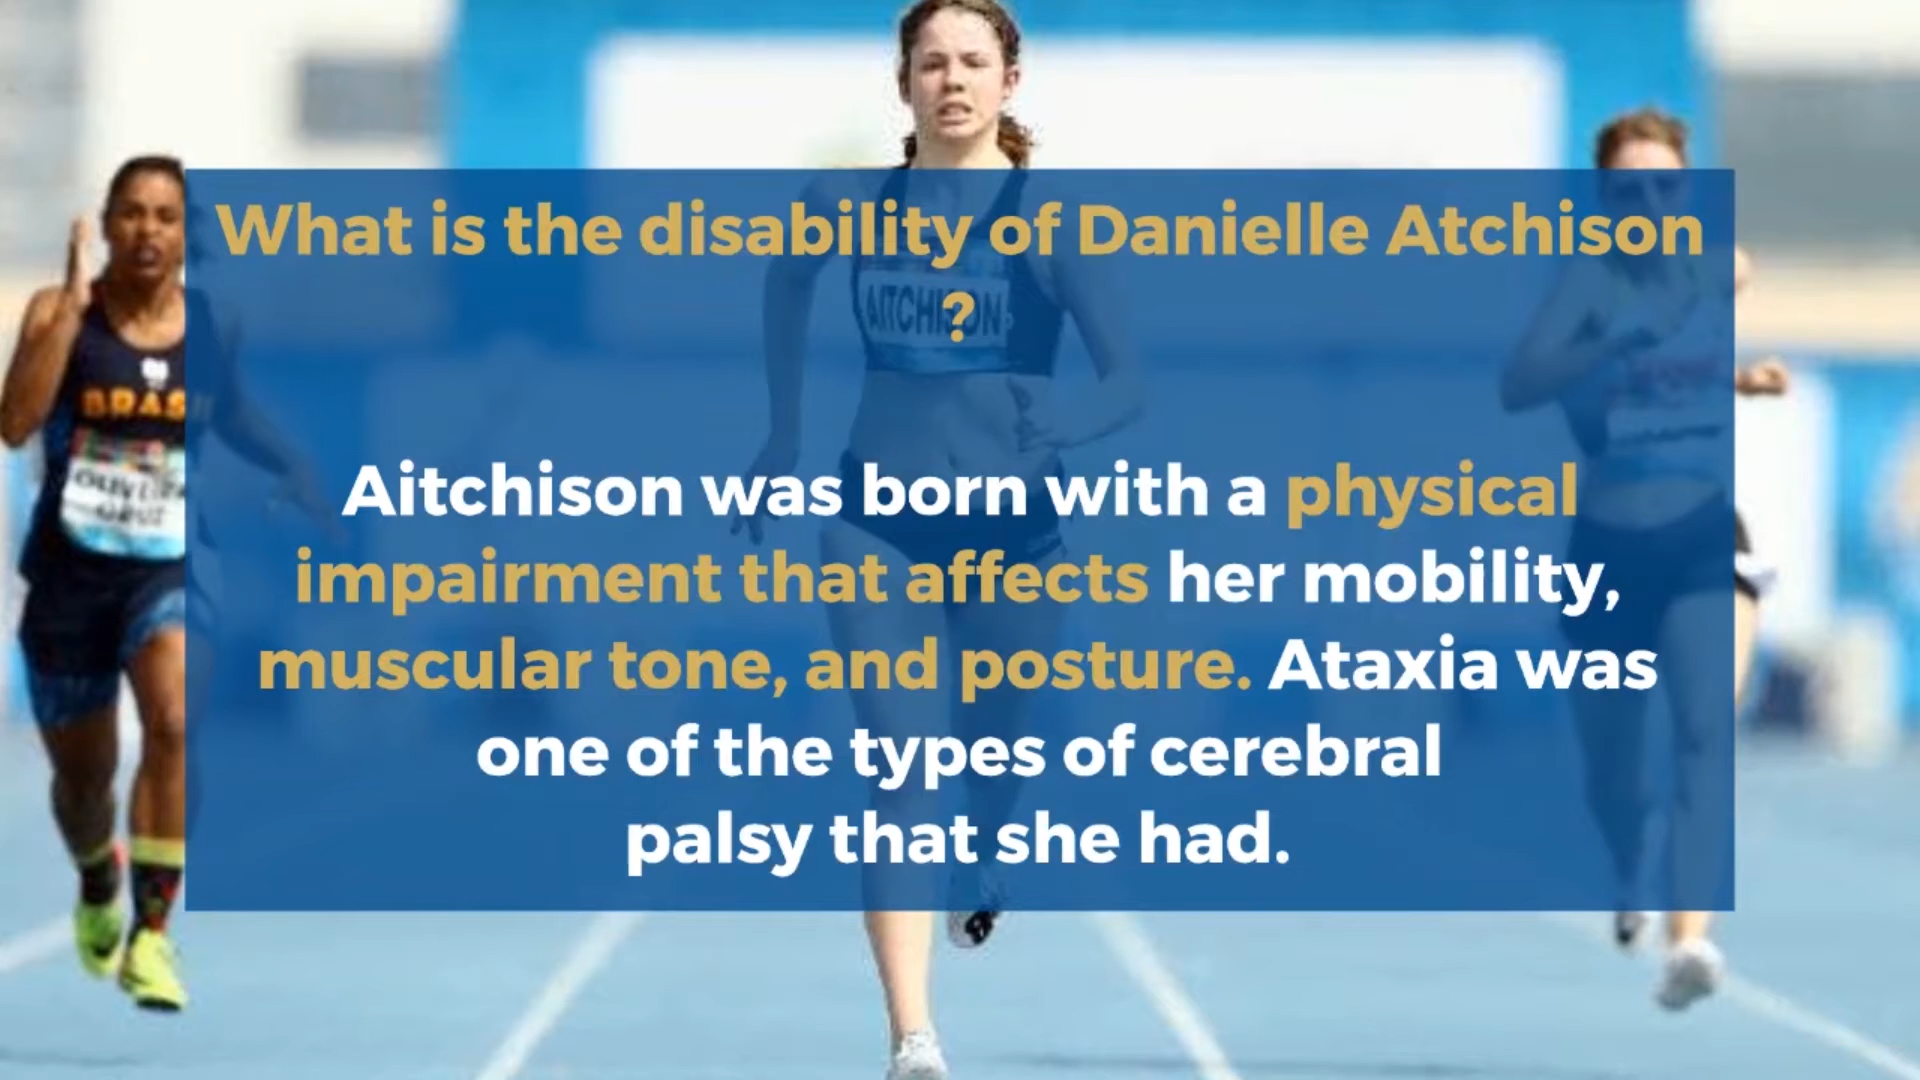 What is the disability of Danielle Atchison
?
Aitchison was born with a physical
impairment that affects her mobility,
muscular tone, and posture. Ataxia was
one of the types of cerebral
palsy that she had.
AITCHISON
BRASIL